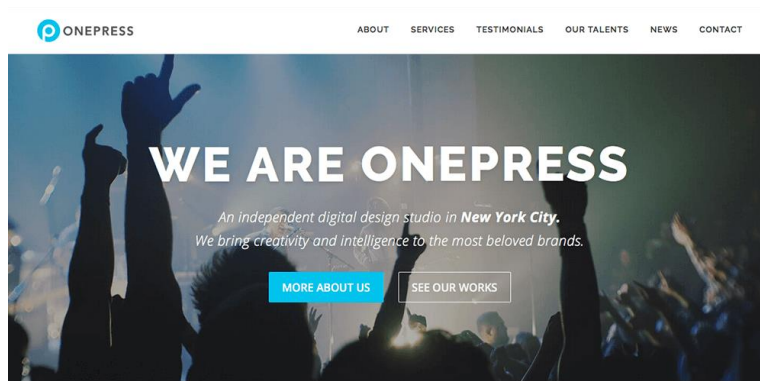 ONEPRESS
ABOUT SERVICES TESTIMONIALS OUR TALENTS NEWS CONTACT
WE ARE ONEPRESS
An independent digital design studio in New York City.
We bring creativity and intelligence to the most beloved brands.
MORE ABOUT US SEE OUR WORKS